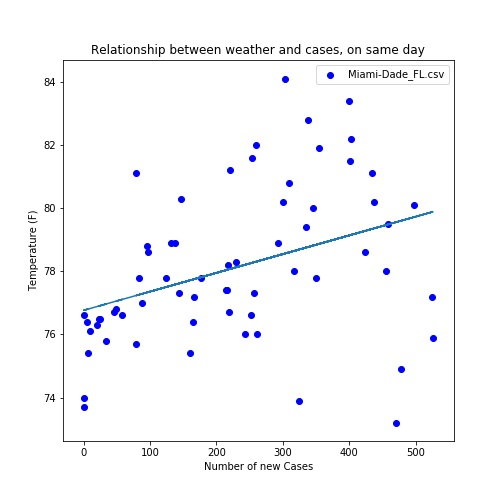 Relationship between weather and cases, on same day
Miami-Dade_FL.csv
84
82
80
78
76
74
Temperature (F)
0 100 200 300 400 500
Number of new Cases